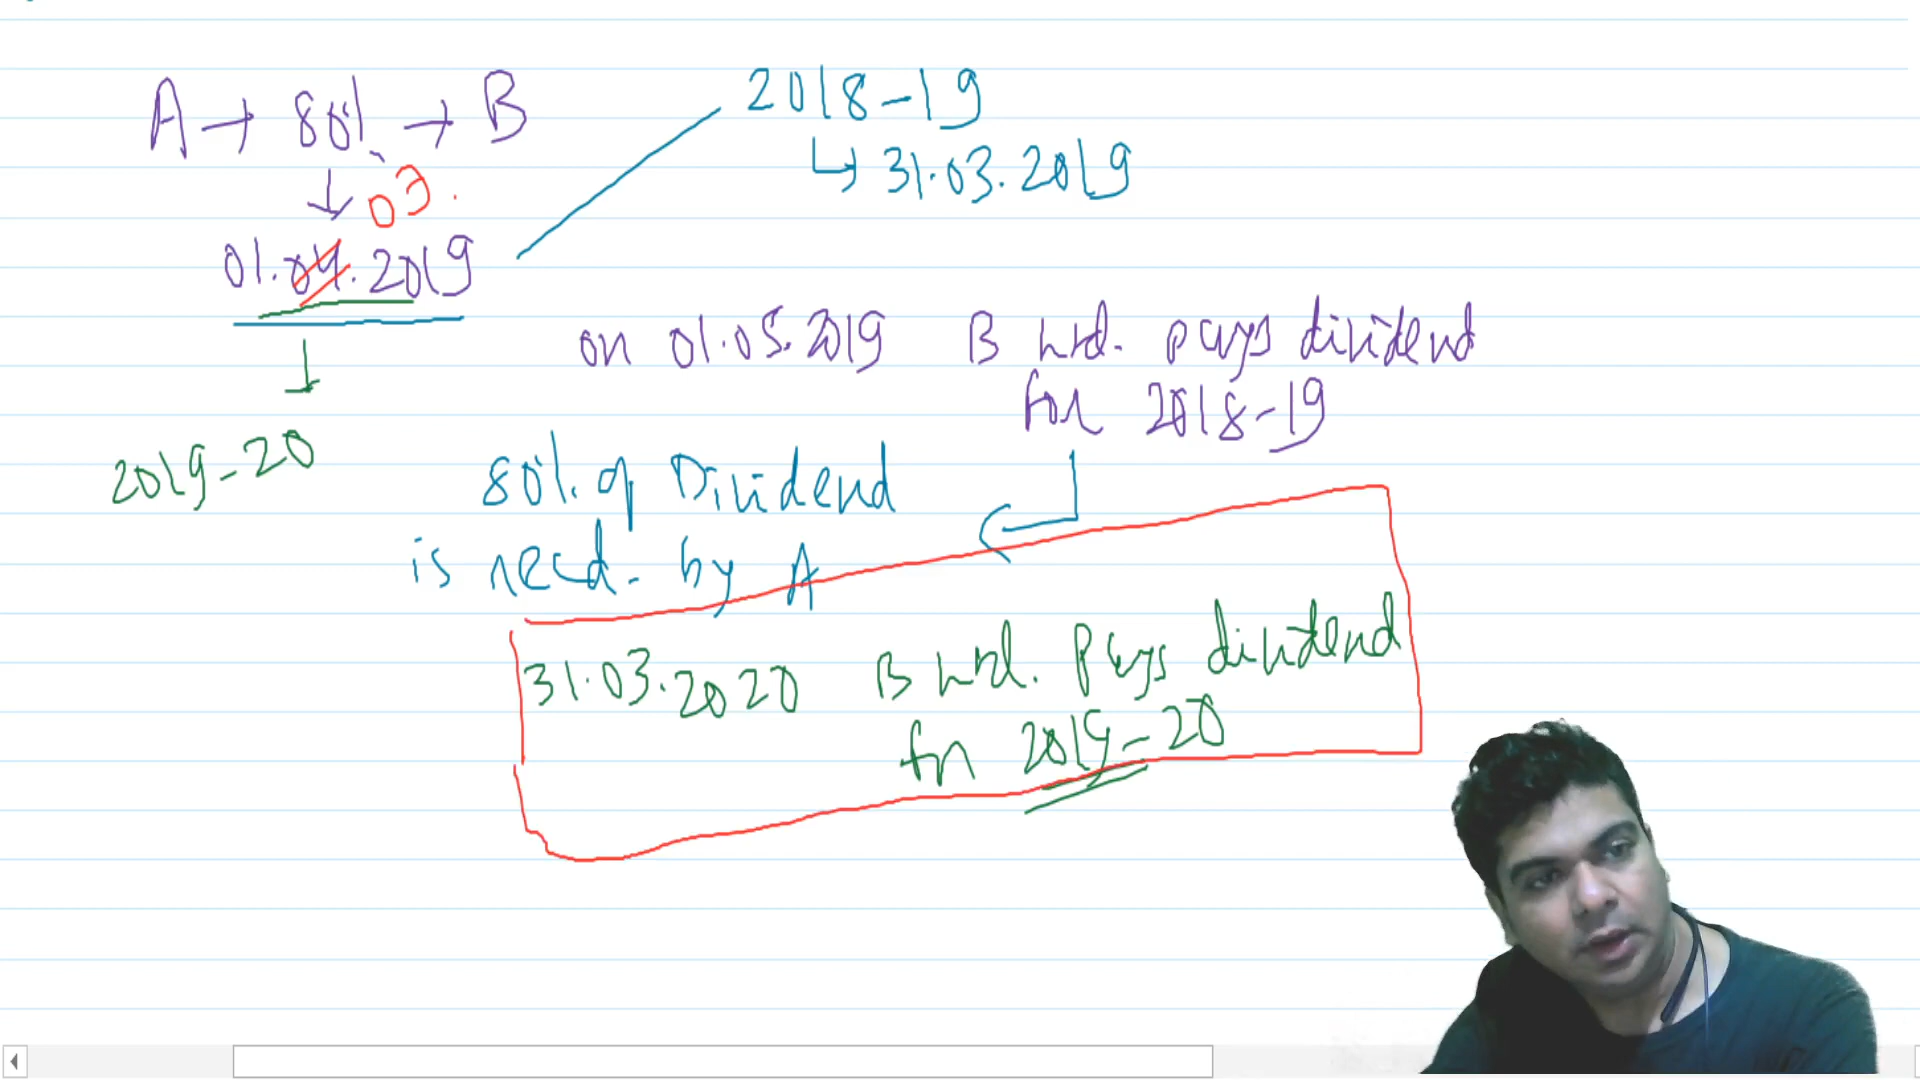 A → 80% → B
2018-19
↳ 31.03.2019
03.
01.04.2019
on 01.05.2019 B Ltd. pays dividend
for 2018-19
2019-20
80% of Dividend
is recd. by A
31.03.2020 B Ltd. Pays dividend
for 2019-20